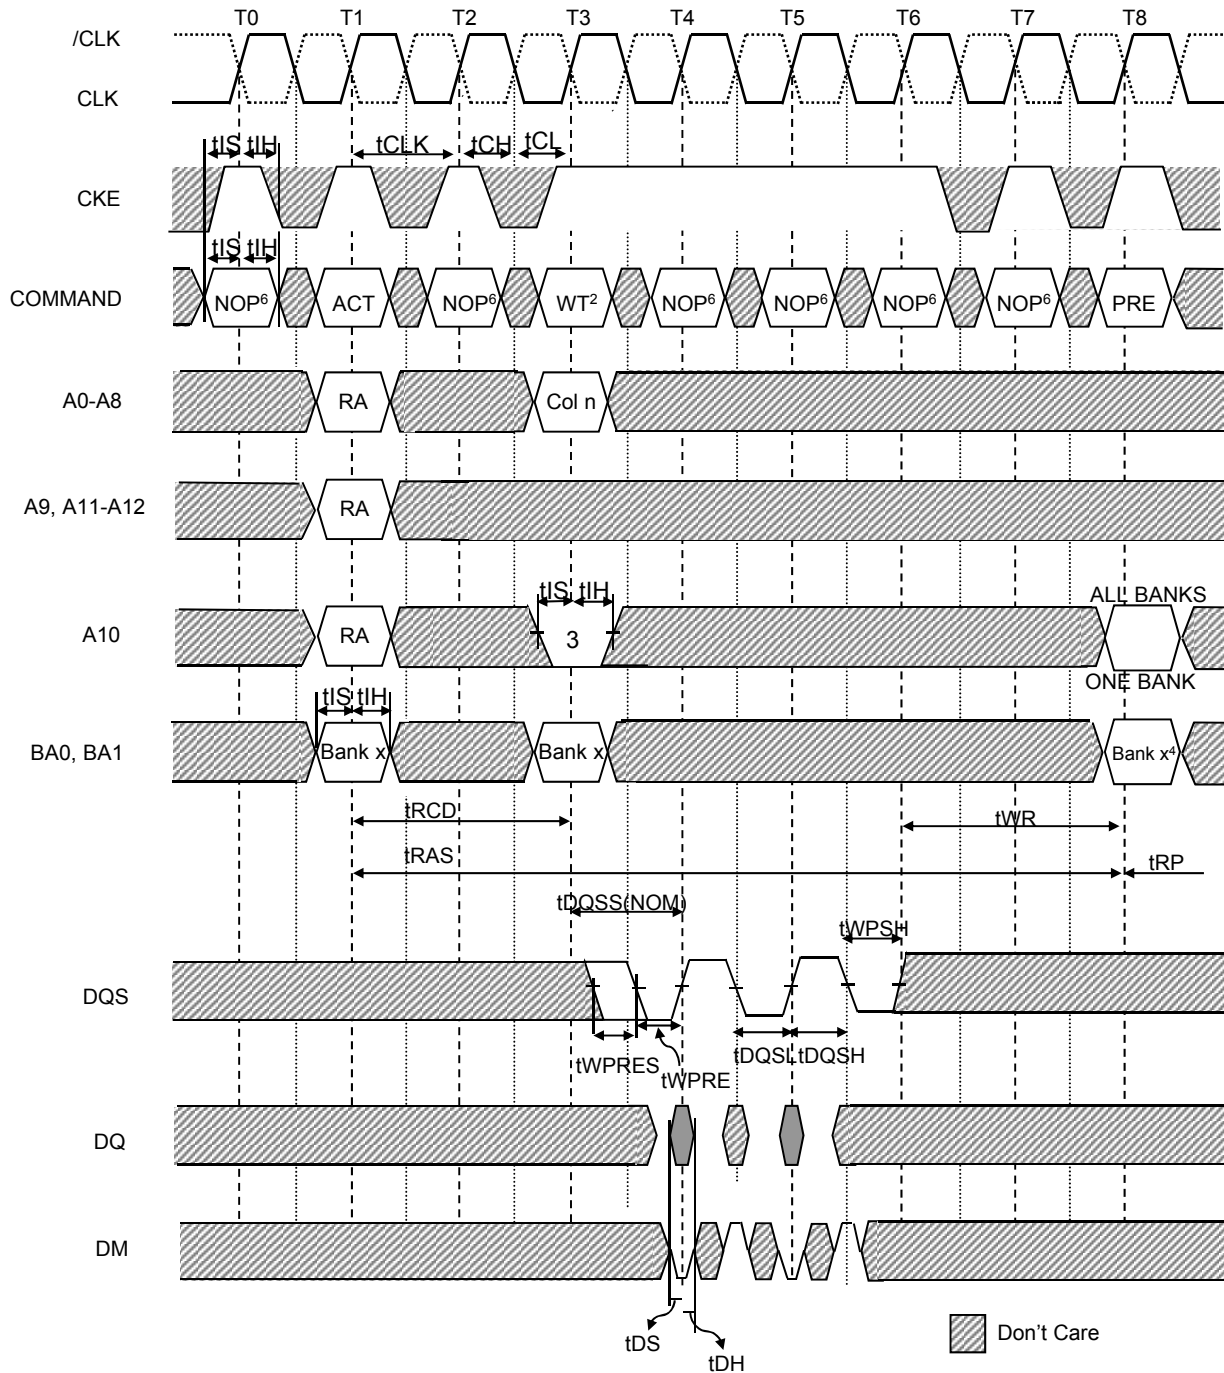 T0 T1 T2 T3 T4 T5 T6 T7 T8
/CLK
CLK
tIS tIH tCLK tCH tCL
CKE
tIS tIH
COMMAND NOP6 ACT NOP6 WT2 NOP6 NOP6 NOP6 NOP6 PRE
A0-A8 RA Col n
A9, A11-A12 RA
tIS tIH ALL BANKS
A10 RA 3
ONE BANK
tIS tIH
BA0, BA1 Bank x Bank x Bank x4
tRCD tWR
tRAS tRP
tDQSS(NOM)
tWPSH
DQS
tWPRES tWPRE tDQSL tDQSH
DQ
DM
tDS
tDH
Don't Care